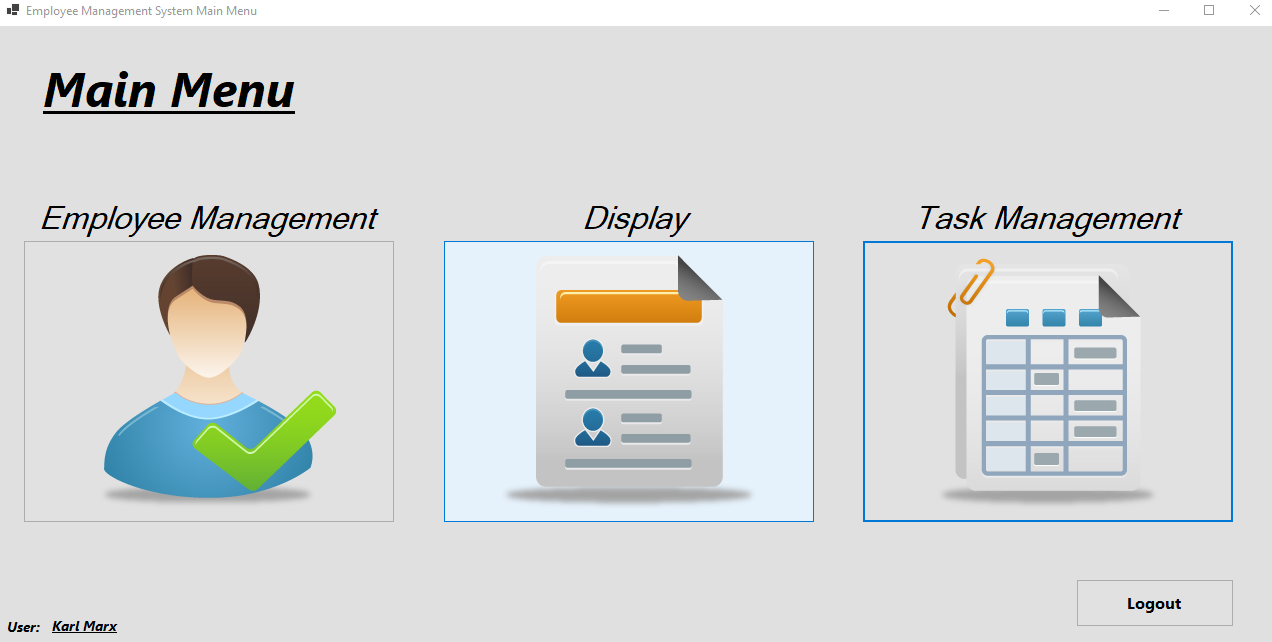 Employee Management System Main Menu
Main Menu
Employee Management
Display
Task Management
Logout
User: Karl Marx